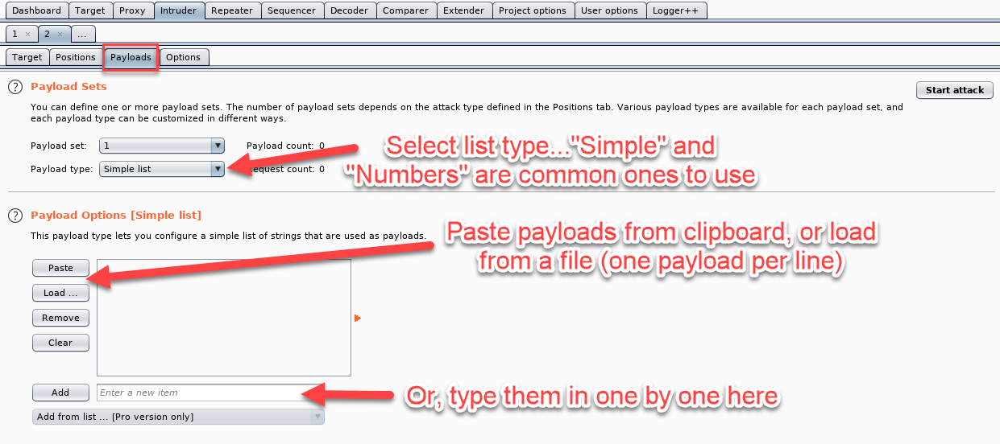 Dashboard Target Proxy Intruder Repeater Sequencer Decoder Comparer Extender Project options User options Logger++
1 × 2 × ...
Target Positions Payloads Options
? Payload Sets
Start attack
You can define one or more payload sets. The number of payload sets depends on the attack type defined in the Positions tab. Various payload types are available for each payload set, and
each payload type can be customized in different ways.
Payload set: 1 Payload count: 0
Payload type: Simple list count: 0
Select list type..."Simple" and
"Numbers" are common ones to use
? Payload Options [Simple list]
This payload type lets you configure a simple list of strings that are used as payloads.
Paste payloads from clipboard, or load
from a file (one payload per line)
Paste
Load ...
Remove
Clear
Add Enter a new item
Or, type them in one by one here
Add from list ... [Pro version only]